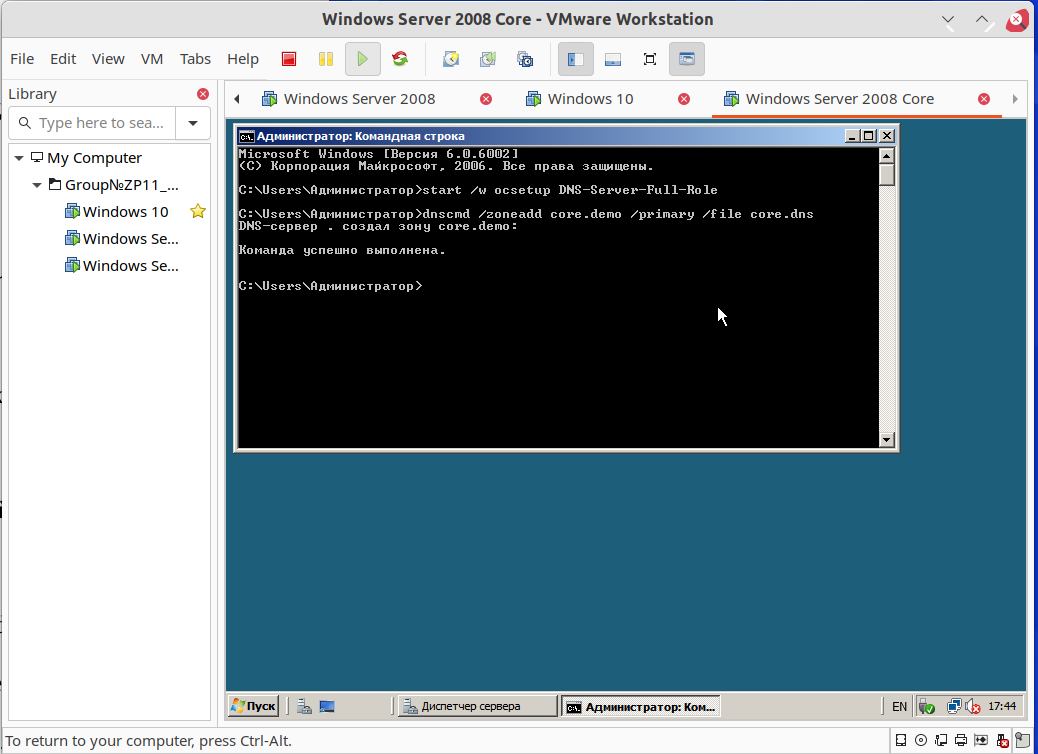 Windows Server 2008 Core - VMware Workstation
File Edit View VM Tabs Help
Library
Type here to sea...
My Computer
Group№ZP11_...
Windows 10
Windows Se...
Windows Se...
Windows Server 2008
Windows 10
Windows Server 2008 Core
Администратор: Командная строка
Microsoft Windows [Версия 6.0.6002]
(C) Корпорация Майкрософт, 2006. Все права защищены.
C:\Users\Администратор>start /w ocsetup DNS-Server-Full-Role
C:\Users\Администратор>dnscmd /zoneadd core.demo /primary /file core.dns
DNS-сервер . создал зону core.demo:
Команда успешно выполнена.
C:\Users\Администратор>
Пуск
Диспетчер сервера
Администратор: Ком...
EN
17:44
To return to your computer, press Ctrl-Alt.